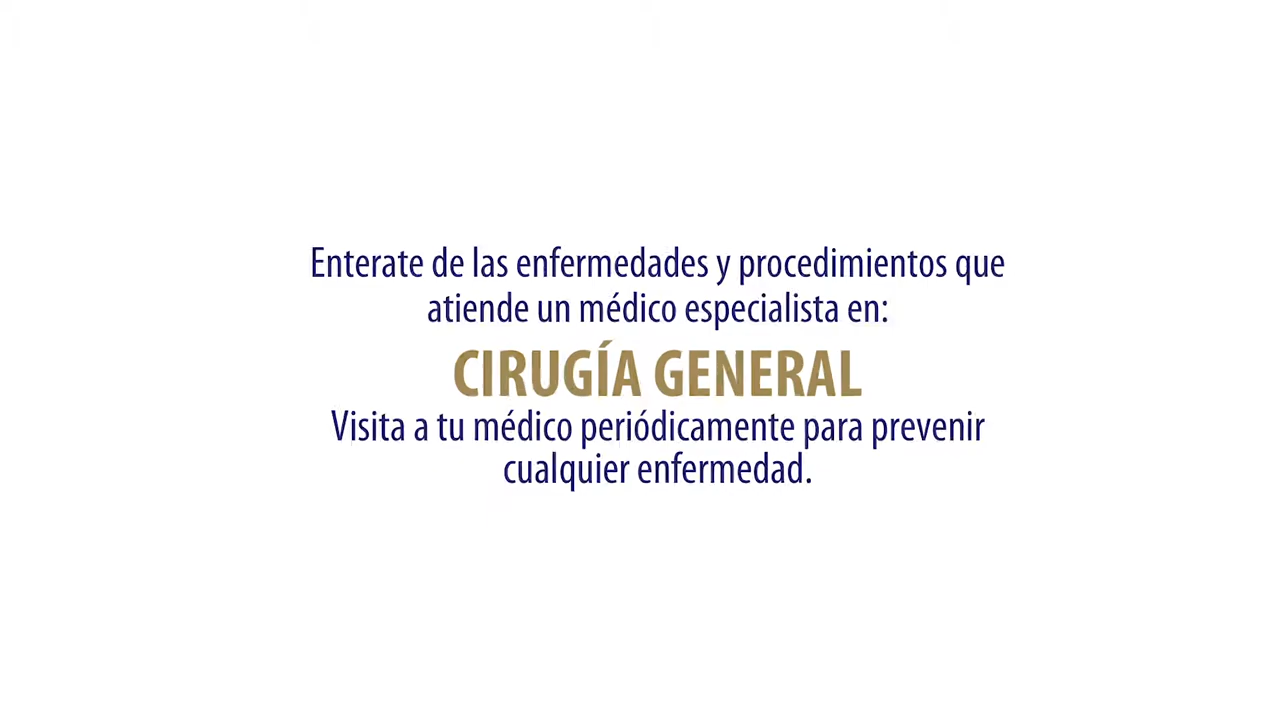 Enterate de las enfermedades y procedimientos que
atiende un médico especialista en:
CIRUGÍA GENERAL
Visita a tu médico periódicamente para prevenir
cualquier enfermedad.